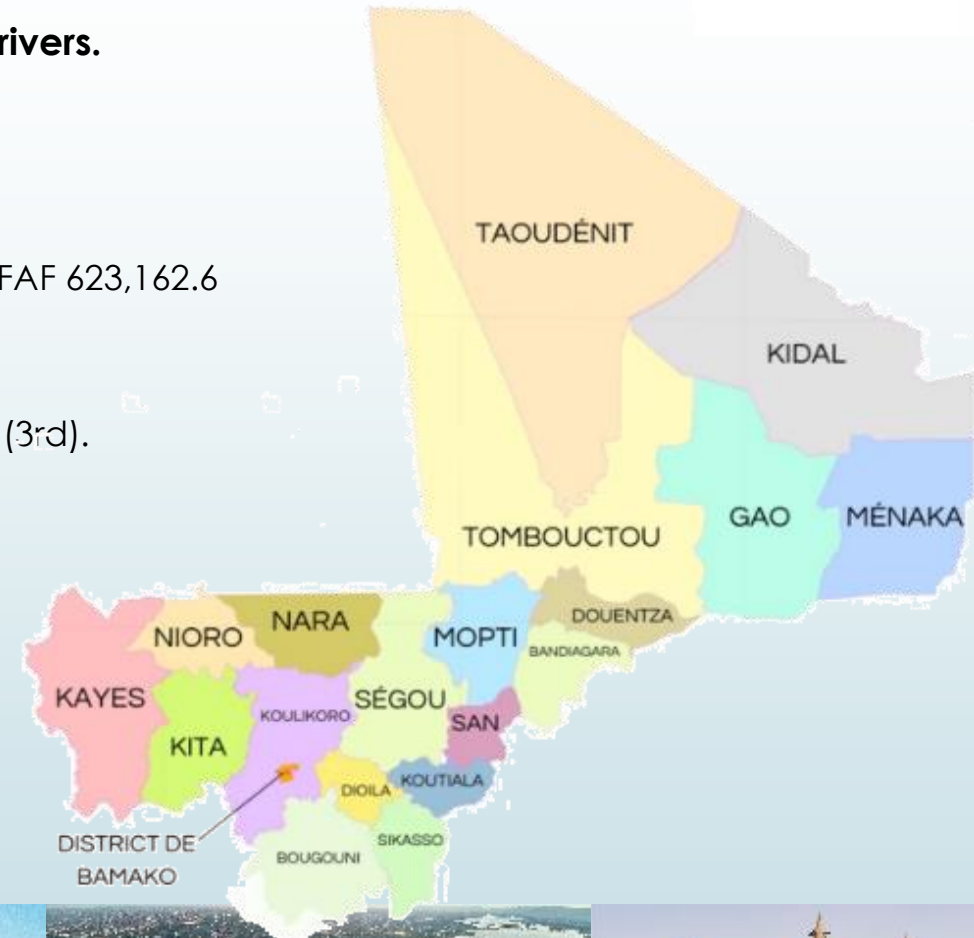 rivers.
FAF 623,162.6
(3rd).
TAOUDÉNIT
KIDAL
TOMBOUCTOU
GAO
MÉNAKA
DOUENTZA
NARA
NIORO
MOPTI
BANDIAGARA
KAYES
SÉGOU
KOULIKORO
SAN
KITA
KOUTIALA
DIOILA
DISTRICT DE
BAMAKO
SIKASSO
BOUGOUNI